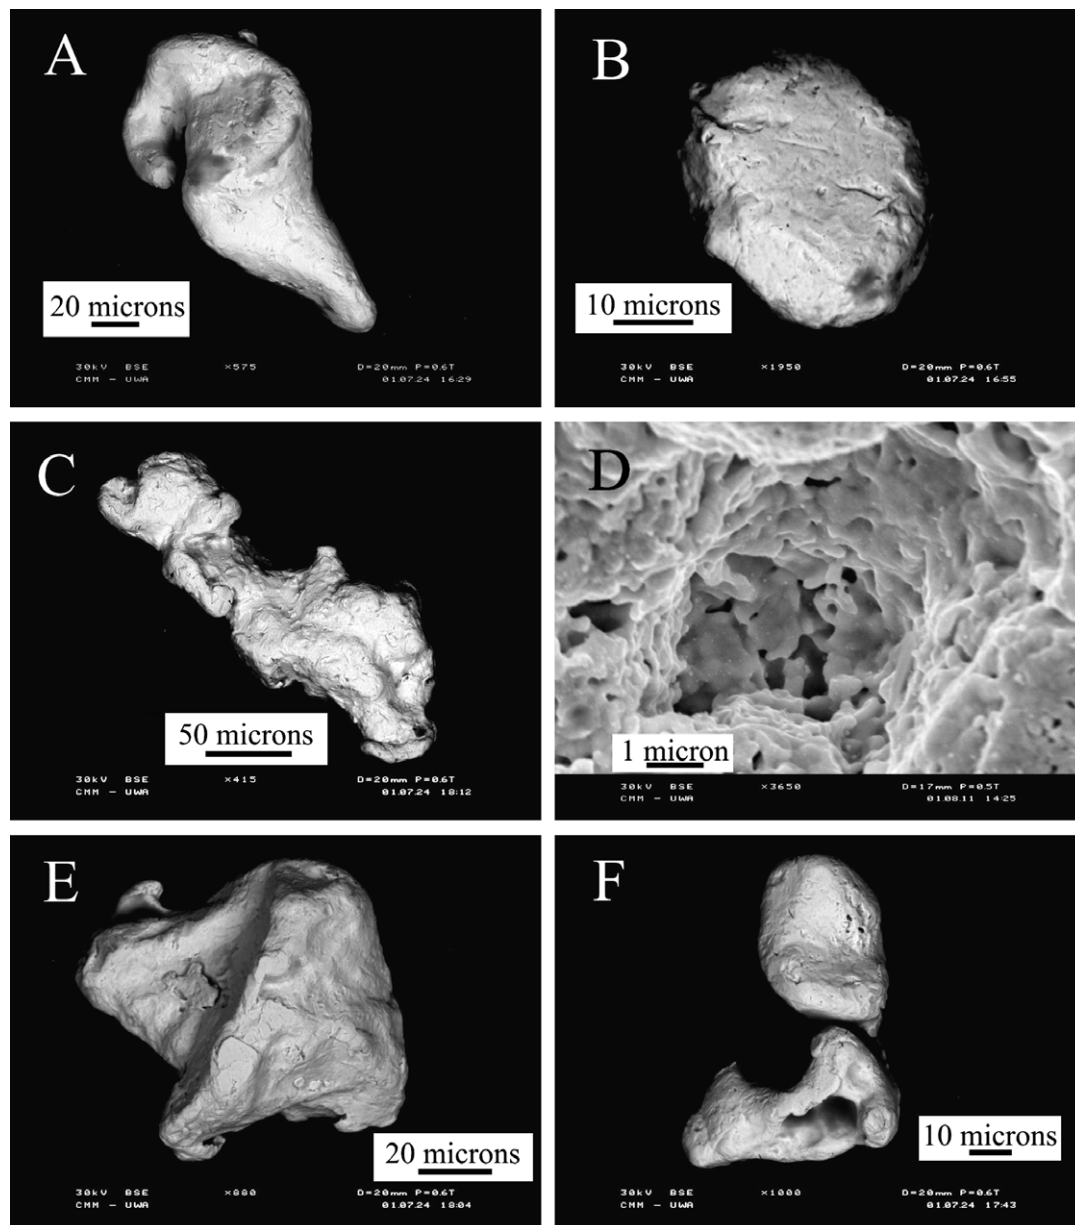 A
20 microns
30kV BSE ×575 D=20mm P=0.6T
CMM - UWA 01.07.24 16:29
B
10 microns
30kV BSE ×1950 D=20mm P=0.6T
CMM - UWA 01.07.24 16:55
C
50 microns
30kV BSE ×415 D=20mm P=0.6T
CMM - UWA 01.07.24 18:12
D
1 micron
30kV BSE ×3650 D=17mm P=0.5T
CMM - UWA 01.08.11 14:25
E
20 microns
30kV BSE ×880 D=20mm P=0.6T
CMM - UWA 01.07.24 18:04
F
10 microns
30kV BSE ×1000 D=20mm P=0.6T
CMM - UWA 01.07.24 17:43